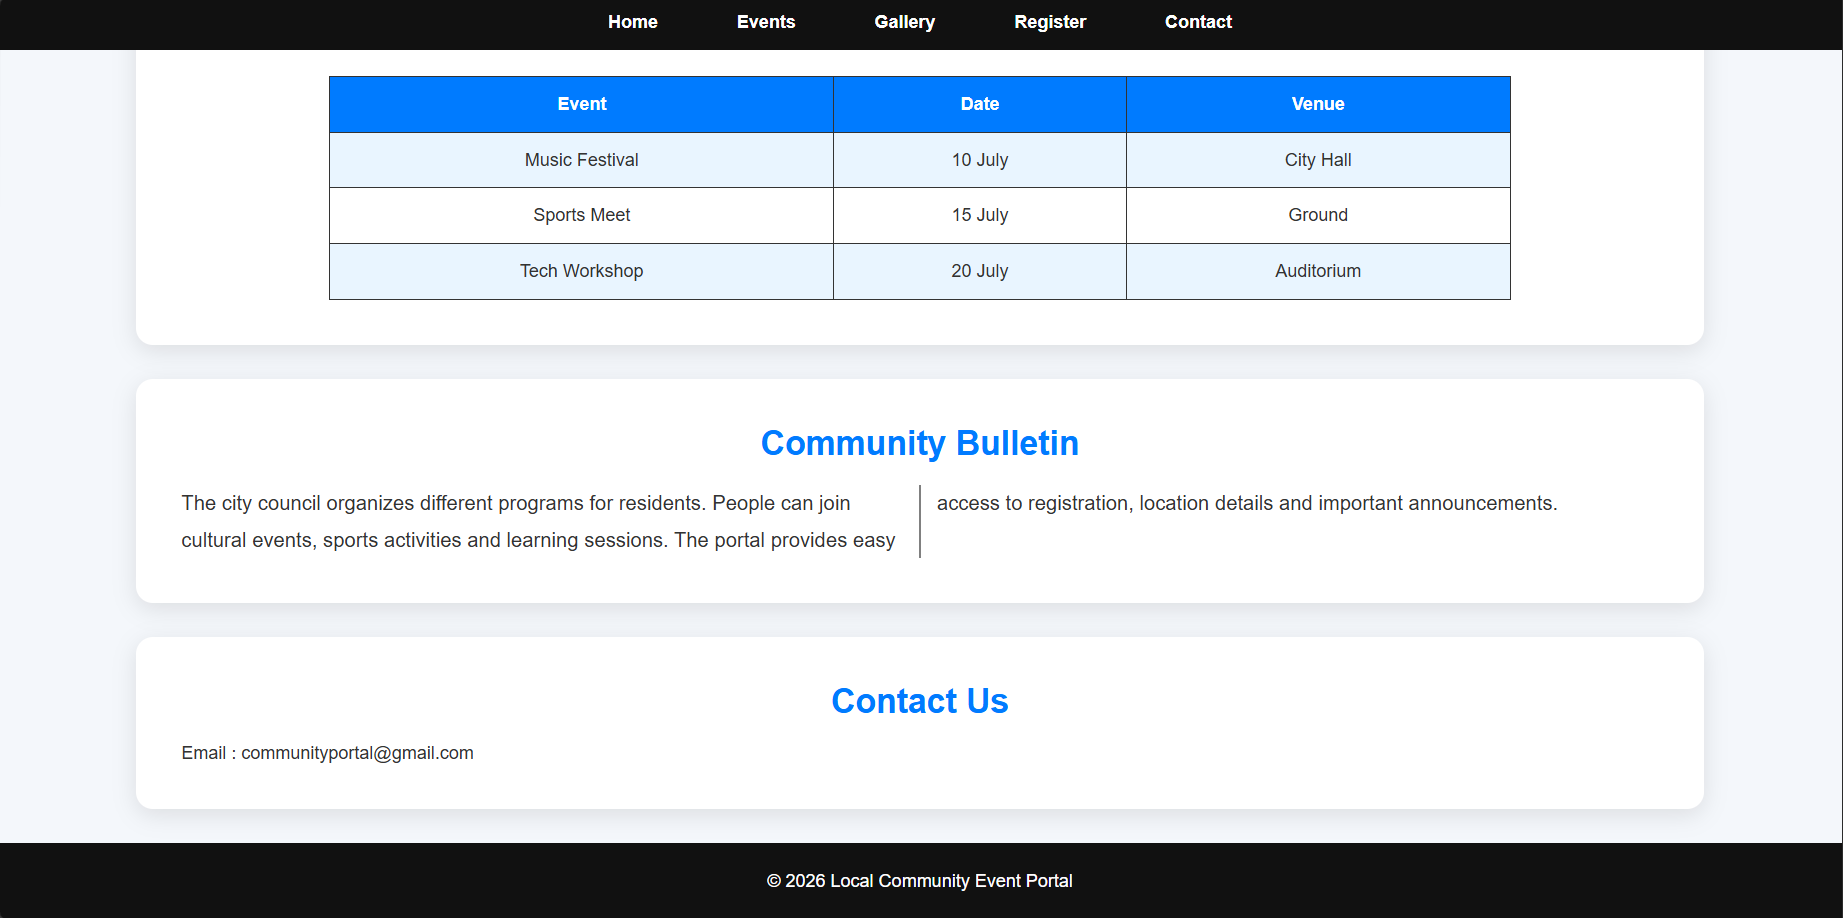 Home Events Gallery Register Contact
Event Date Venue
Music Festival 10 July City Hall
Sports Meet 15 July Ground
Tech Workshop 20 July Auditorium
Community Bulletin
The city council organizes different programs for residents. People can join
cultural events, sports activities and learning sessions. The portal provides easy
access to registration, location details and important announcements.
Contact Us
Email : communityportal@gmail.com
© 2026 Local Community Event Portal